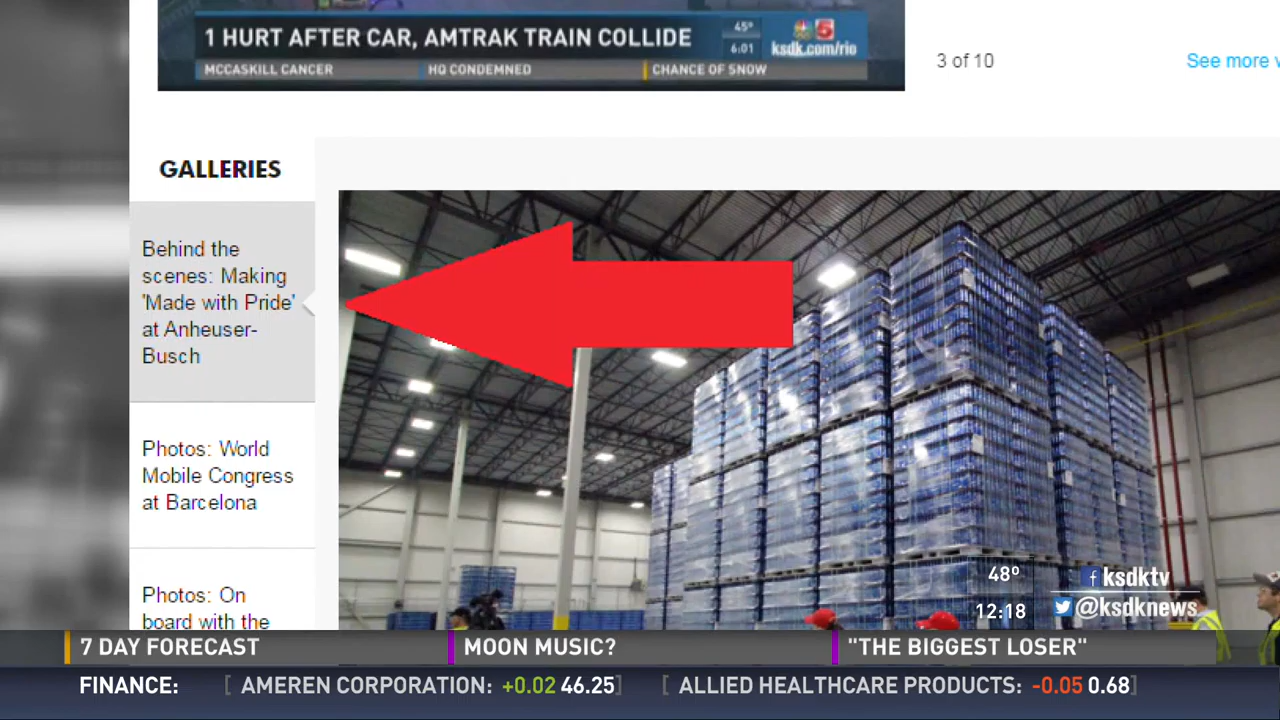 1 HURT AFTER CAR, AMTRAK TRAIN COLLIDE
45°
6:01
5
ksdk.com/rio
MCCASKILL CANCER
HQ CONDEMNED
CHANCE OF SNOW
3 of 10
See more v
GALLERIES
Behind the
scenes: Making
'Made with Pride'
at Anheuser-
Busch
Photos: World
Mobile Congress
at Barcelona
Photos: On
board with the
48°
12:18
f ksdktv
@ksdknews
7 DAY FORECAST
MOON MUSIC?
"THE BIGGEST LOSER"
FINANCE: [ AMEREN CORPORATION: +0.02 46.25] [ ALLIED HEALTHCARE PRODUCTS: -0.05 0.68]